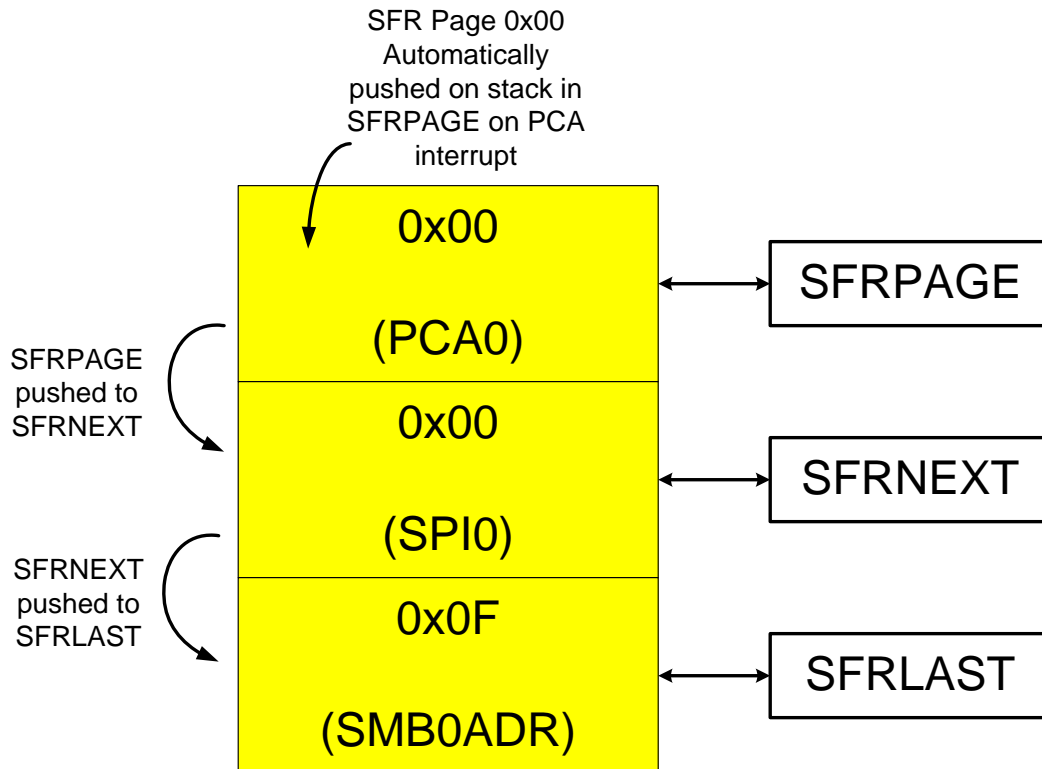 SFR Page 0x00
Automatically
pushed on stack in
SFRPAGE on PCA
interrupt
0x00
(PCA0)
SFRPAGE
SFRPAGE
pushed to
SFRNEXT
0x00
(SPI0)
SFRNEXT
SFRNEXT
pushed to
SFRLAST
0x0F
(SMB0ADR)
SFRLAST